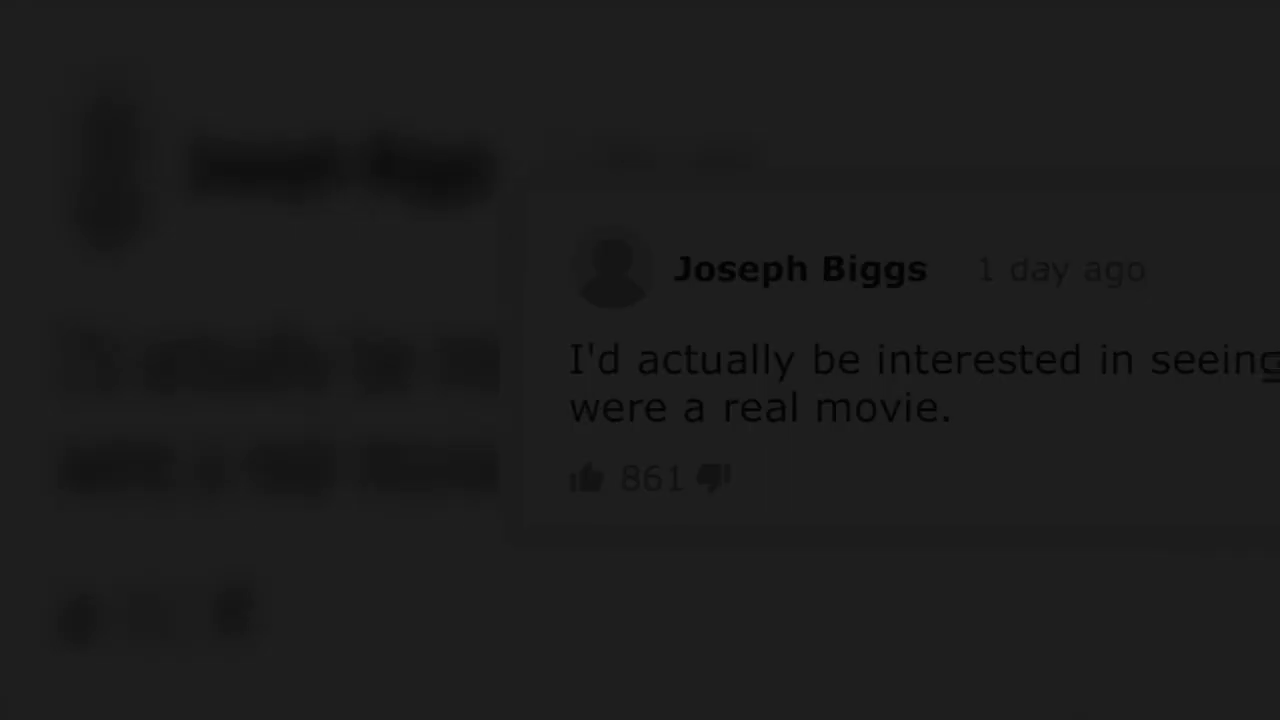 Joseph Biggs 1 day ago
I'd actually be interested in seeing
were a real movie.
861